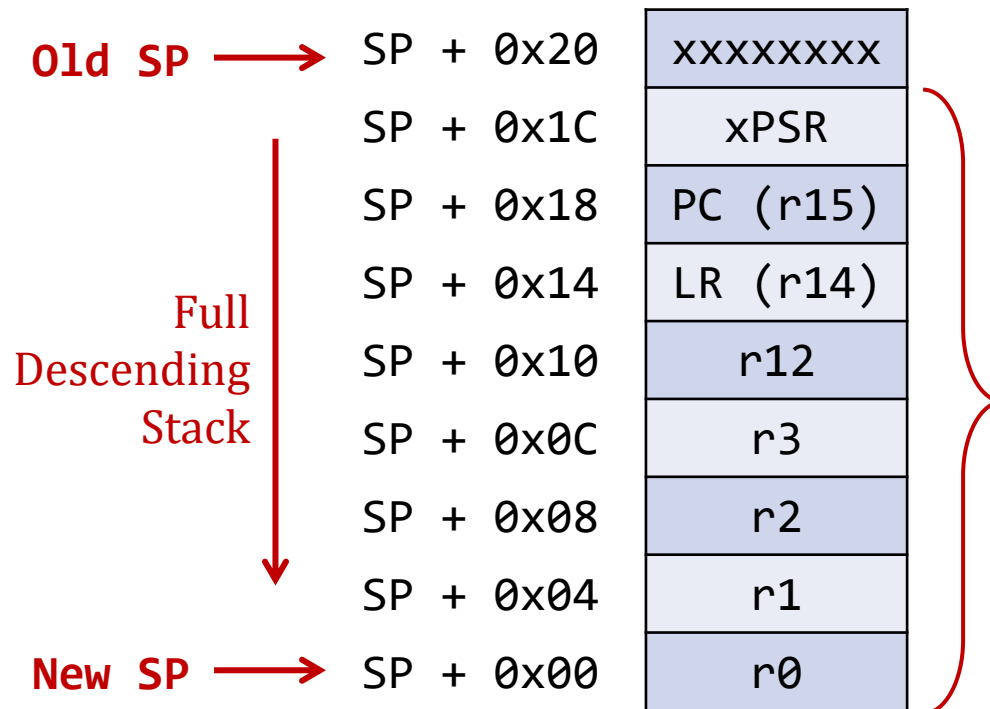 Old SP
SP + 0x20 xxxxxxxx
SP + 0x1C xPSR
SP + 0x18 PC (r15)
SP + 0x14 LR (r14)
SP + 0x10 r12
SP + 0x0C r3
SP + 0x08 r2
SP + 0x04 r1
New SP
SP + 0x00 r0
Full
Descending
Stack